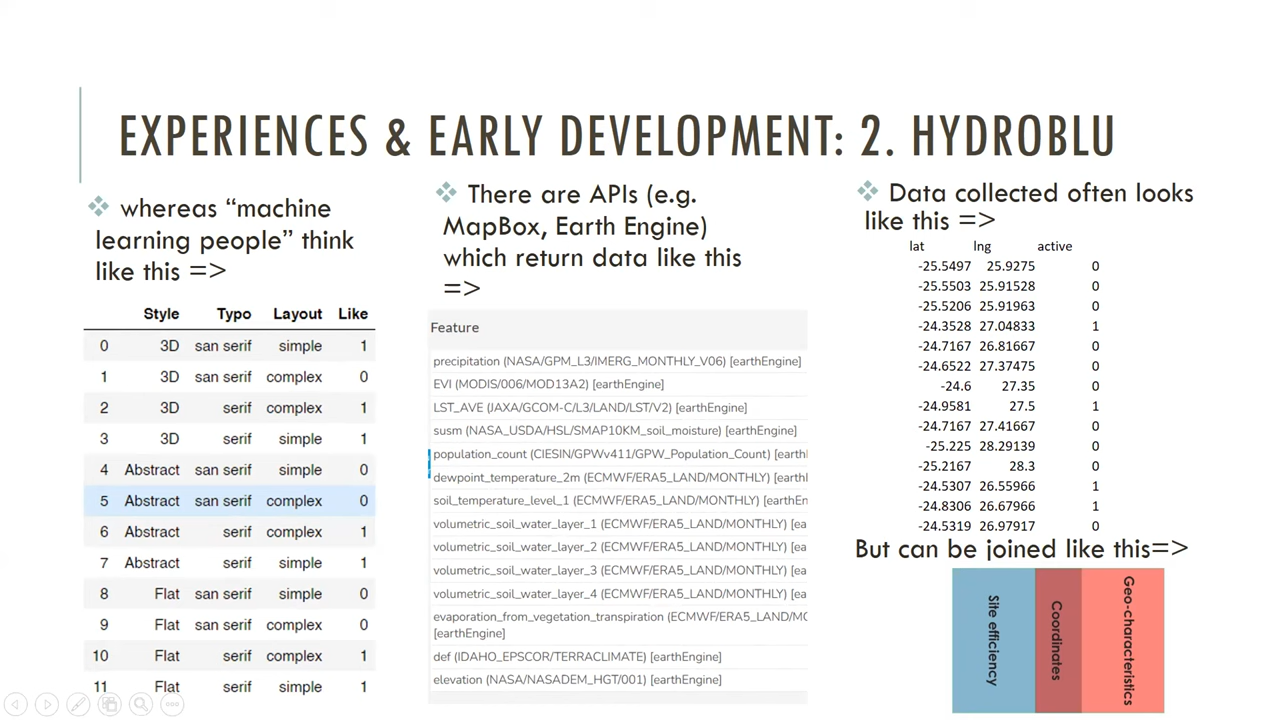 EXPERIENCES & EARLY DEVELOPMENT: 2. HYDROBLU
whereas “machine
learning people” think
like this =>
Style Typo Layout Like
0 3D san serif simple 1
1 3D san serif complex 0
2 3D serif complex 1
3 3D serif simple 1
4 Abstract san serif simple 0
5 Abstract san serif complex 0
6 Abstract serif complex 1
7 Abstract serif simple 1
8 Flat san serif simple 0
9 Flat san serif complex 0
10 Flat serif complex 1
11 Flat serif simple 1
There are APIs (e.g.
MapBox, Earth Engine)
which return data like this
=>
Feature
precipitation (NASA/GPM_L3/IMERG_MONTHLY_V06) [earthEngine]
EVI (MODIS/006/MOD13A2) [earthEngine]
LST_AVE (JAXA/GCOM-C/L3/LAND/LST/V2) [earthEngine]
susm (NASA_USDA/HSL/SMAP10KM_soil_moisture) [earthEngine]
population_count (CIESIN/GPWv411/GPW_Population_Count) [earthl
dewpoint_temperature_2m (ECMWF/ERA5_LAND/MONTHLY) [earthl
soil_temperature_level_1 (ECMWF/ERA5_LAND/MONTHLY) [earthEn
volumetric_soil_water_layer_1 (ECMWF/ERA5_LAND/MONTHLY) [ea
volumetric_soil_water_layer_2 (ECMWF/ERA5_LAND/MONTHLY) [ea
volumetric_soil_water_layer_3 (ECMWF/ERA5_LAND/MONTHLY) [ea
volumetric_soil_water_layer_4 (ECMWF/ERA5_LAND/MONTHLY) [ea
evaporation_from_vegetation_transpiration (ECMWF/ERA5_LAND/MO
[earthEngine]
def (IDAHO_EPSCOR/TERRACLIMATE) [earthEngine]
elevation (NASA/NASADEM_HGT/001) [earthEngine]
Data collected often looks
like this =>
lat lng active
-25.5497 25.9275 0
-25.5503 25.91528 0
-25.5206 25.91963 0
-24.3528 27.04833 1
-24.7167 26.81667 0
-24.6522 27.37475 0
-24.6 27.35 0
-24.9581 27.5 1
-24.7167 27.41667 0
-25.225 28.29139 0
-25.2167 28.3 0
-24.5307 26.55966 1
-24.8306 26.67966 1
-24.5319 26.97917 0
But can be joined like this=>
Site efficiency
Coordinates
Geo-characteristics